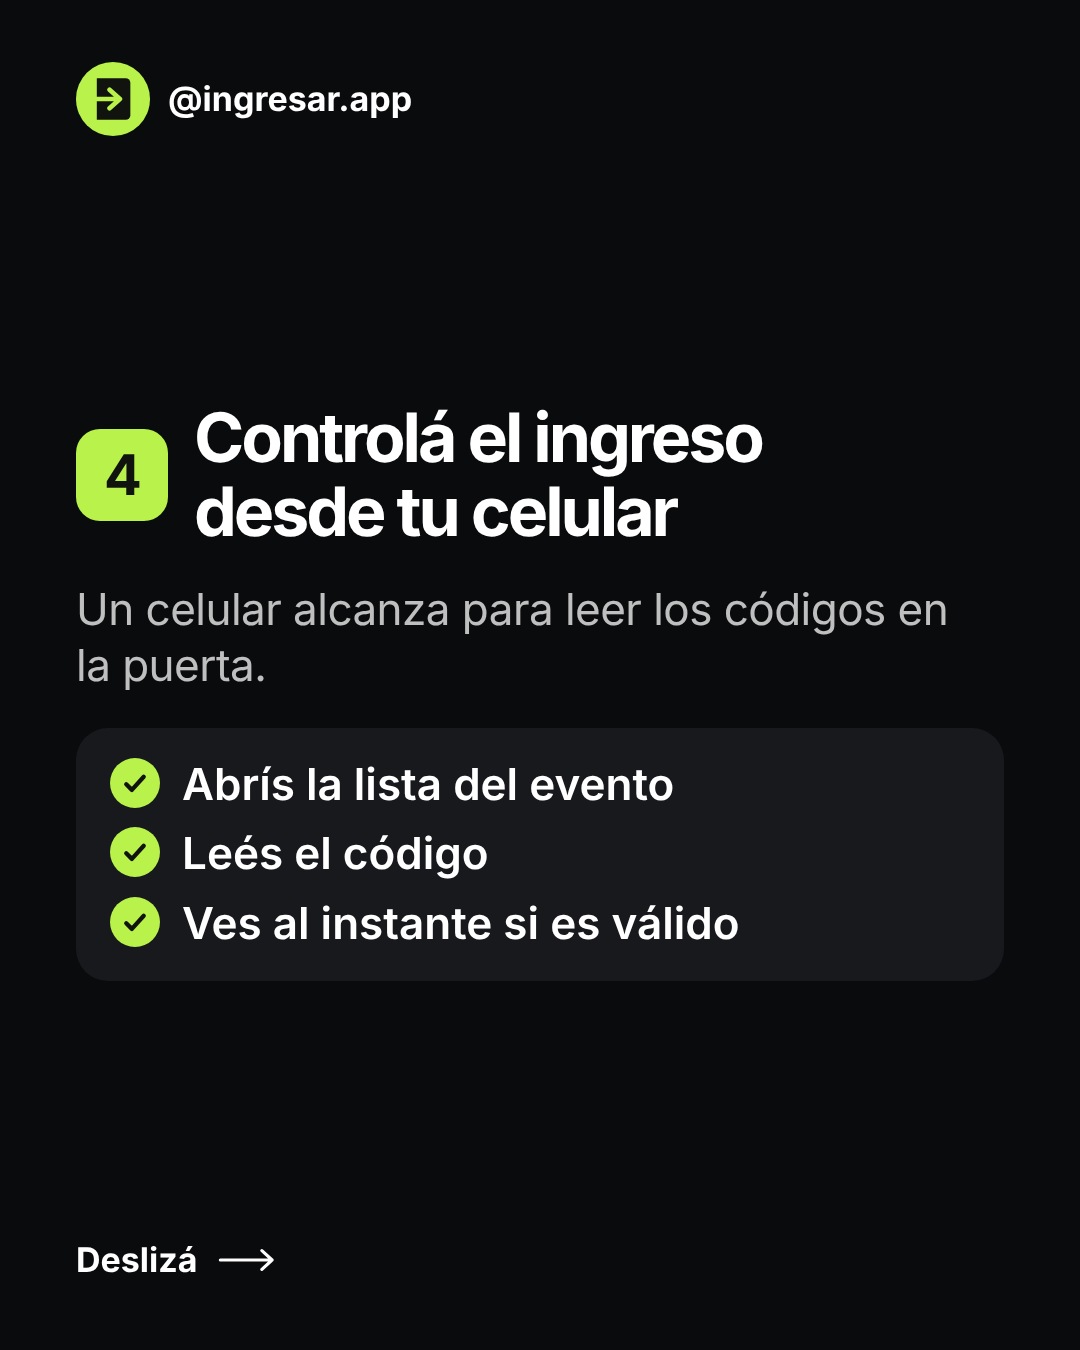 @ingresar.app
4
Controlá el ingreso
desde tu celular
Un celular alcanza para leer los códigos en
la puerta.
Abrís la lista del evento
Leés el código
Ves al instante si es válido
Deslizá